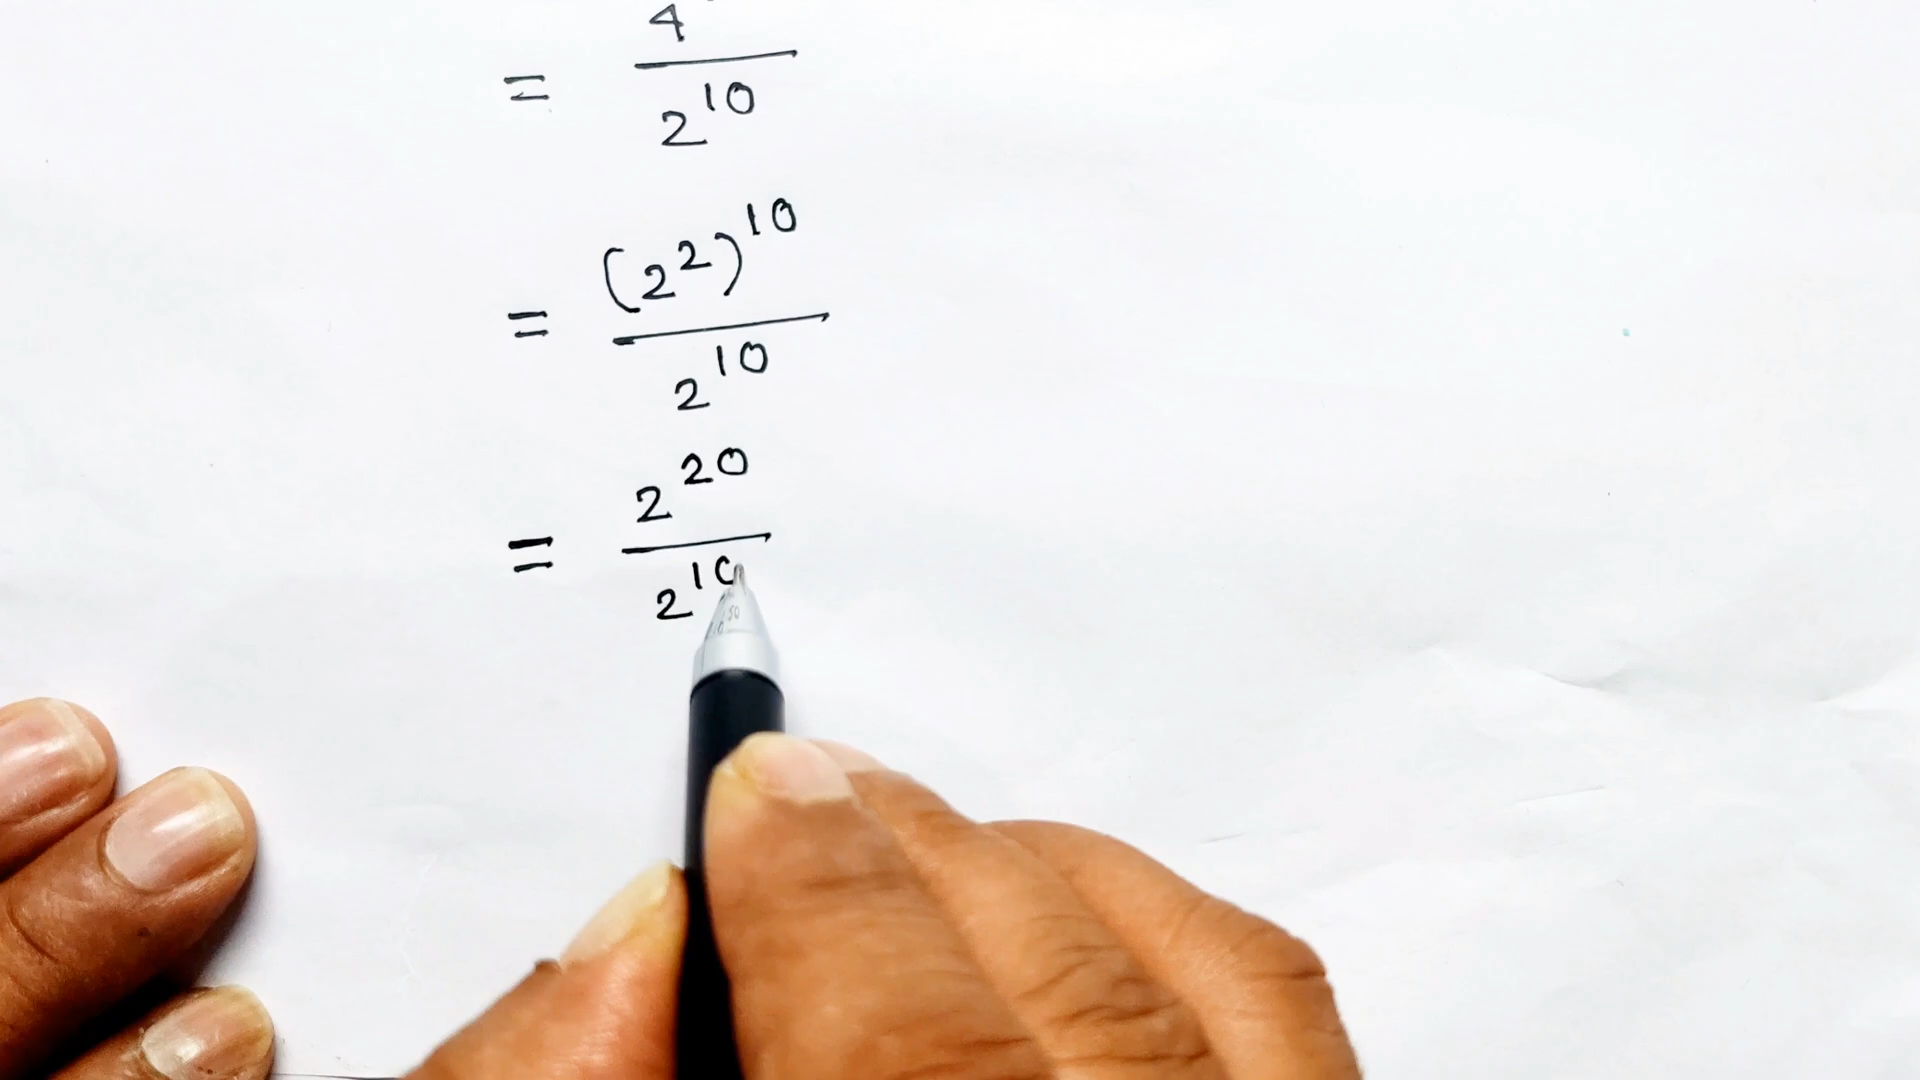 = 4 / 2^10
= (2^2)^10 / 2^10
= 2^20 / 2^10